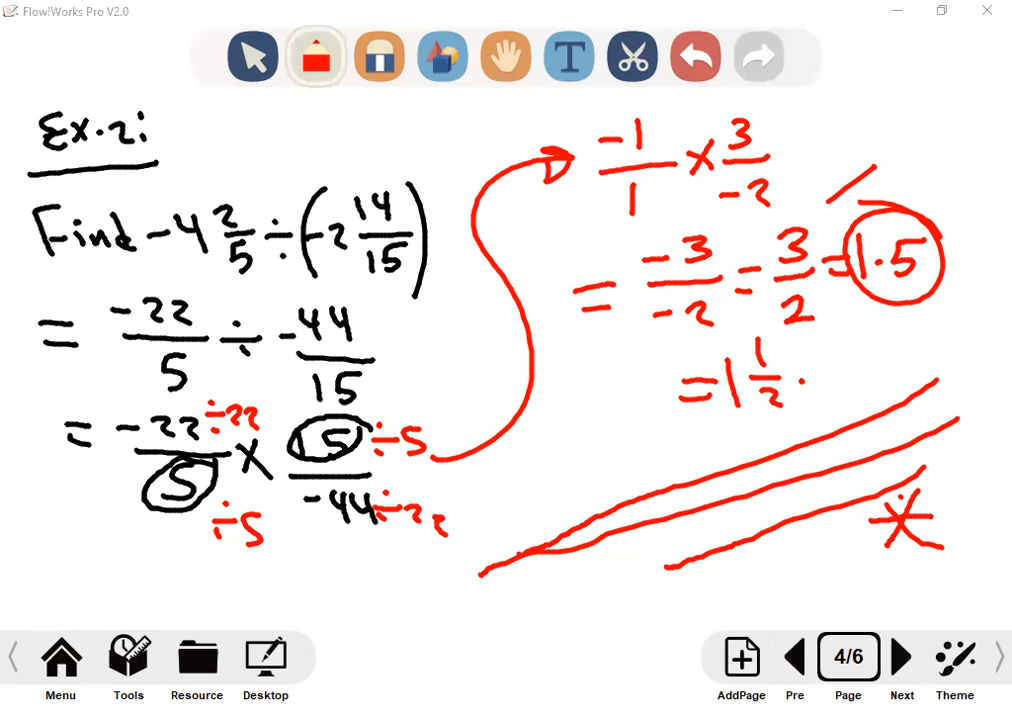 Flow!Works Pro V2.0
Ex.2:
Find -4 2/5 ÷ (-2 14/15)
= -22/5 ÷ -44/15
= -22 ÷22 / 5 ÷5 × 15 ÷5 / -44 ÷22
-1/1 × 3/-2
= -3/-2 = 3/2 = 1.5
= 1 1/2.
Menu Tools Resource Desktop
4/6
AddPage Pre Page Next Theme